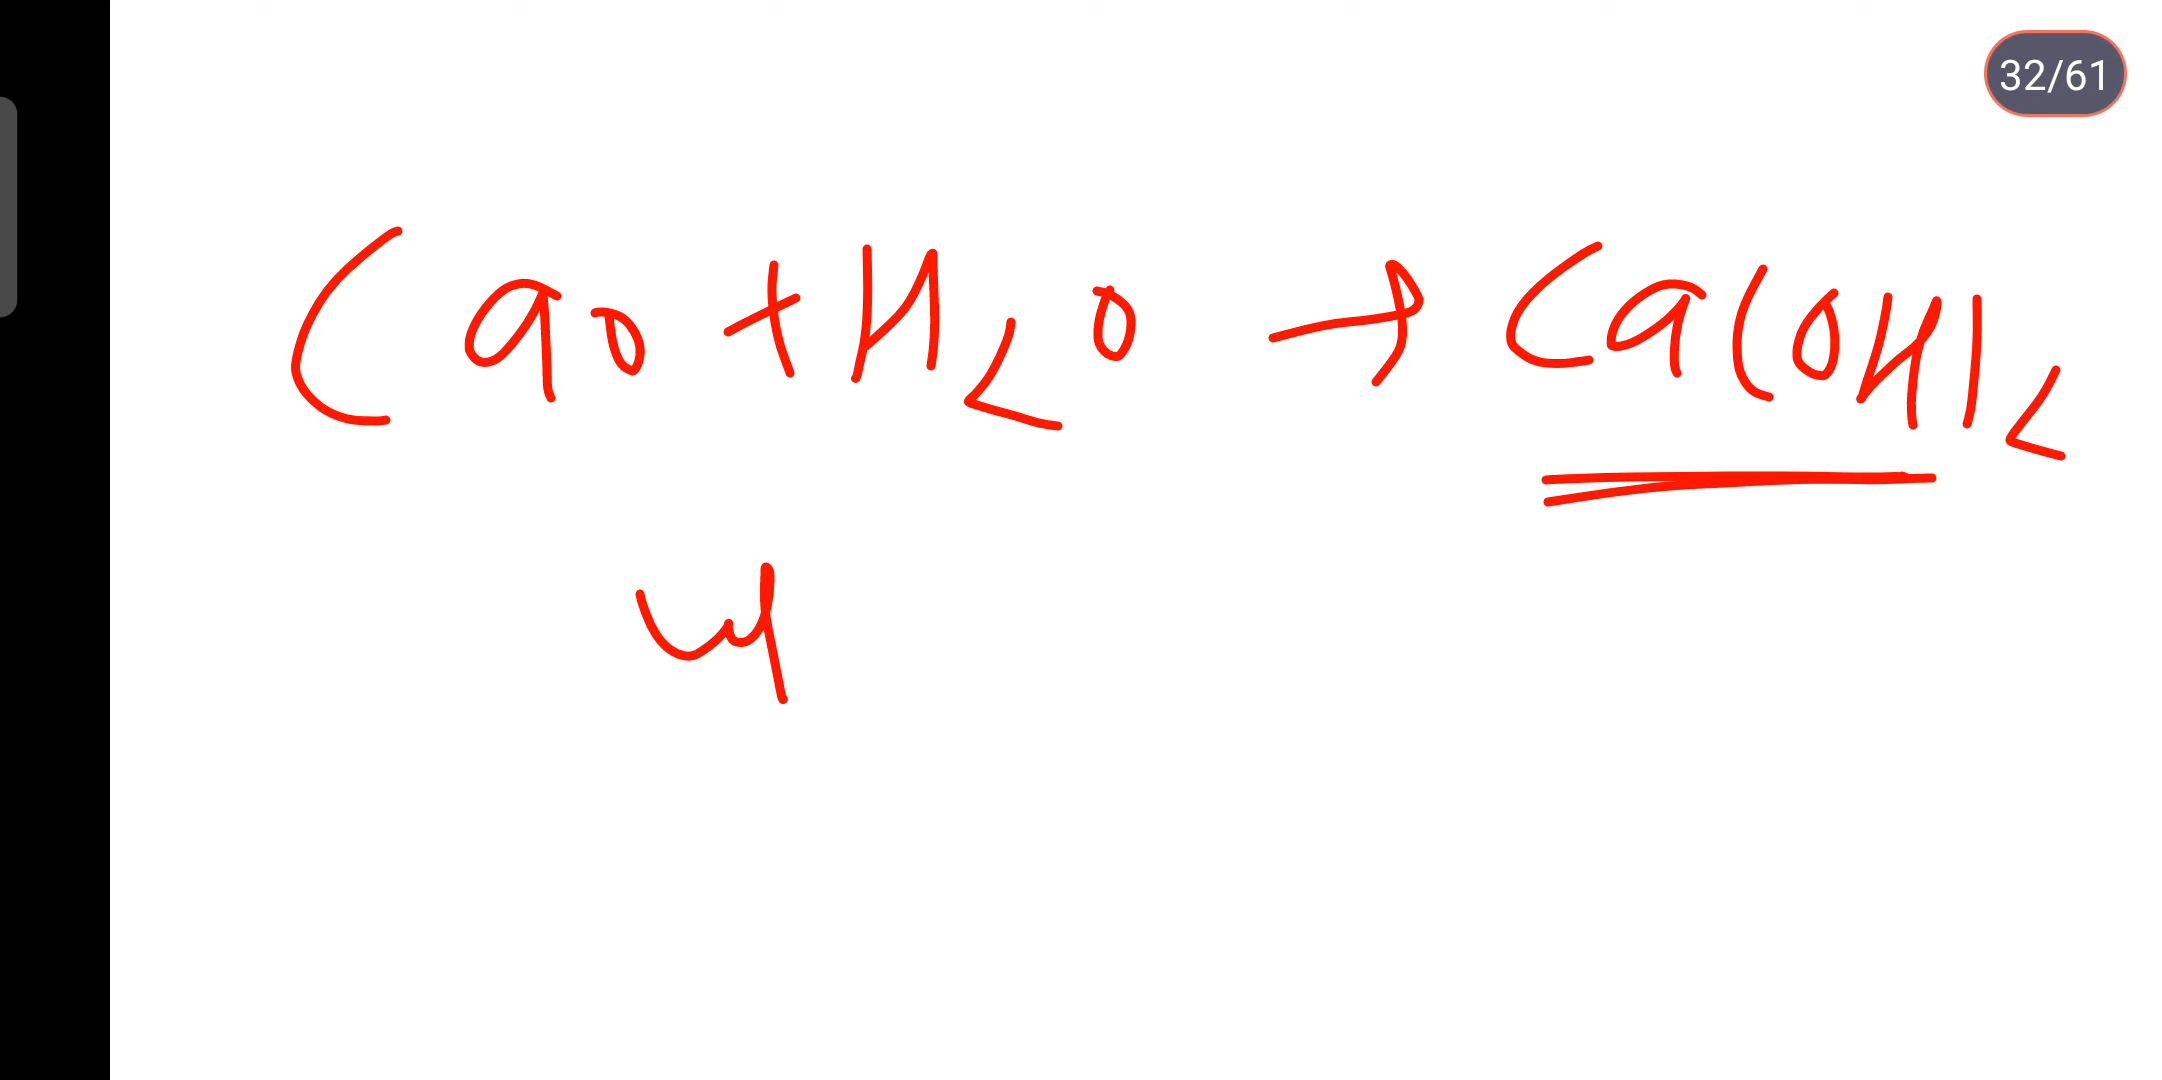 32/61
CaO + H₂O → Ca(OH)₂